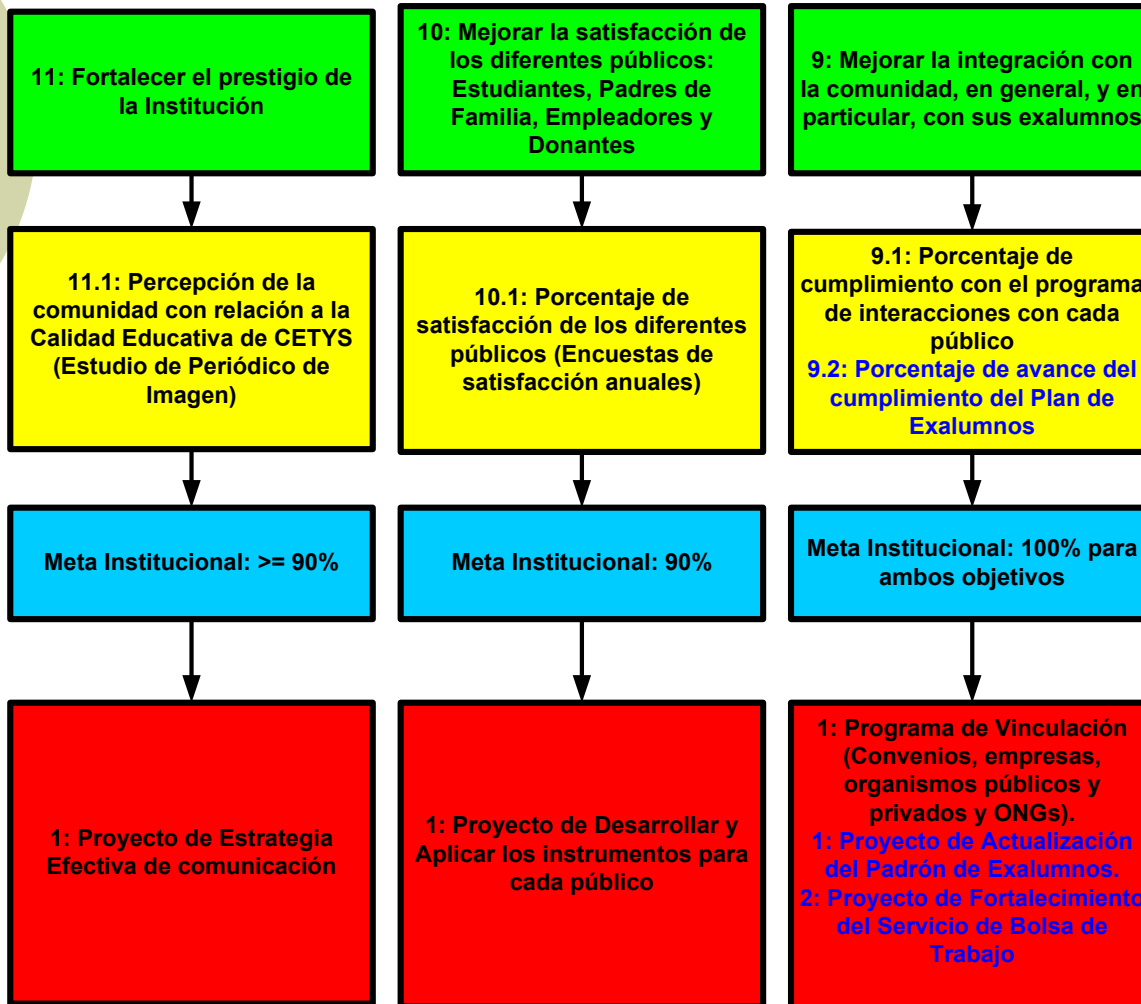 11: Fortalecer el prestigio de
la Institución
10: Mejorar la satisfacción de
los diferentes públicos:
Estudiantes, Padres de
Familia, Empleadores y
Donantes
9: Mejorar la integración con
la comunidad, en general, y en
particular, con sus exalumnos
11.1: Percepción de la
comunidad con relación a la
Calidad Educativa de CETYS
(Estudio de Periódico de
Imagen)
10.1: Porcentaje de
satisfacción de los diferentes
públicos (Encuestas de
satisfacción anuales)
9.1: Porcentaje de
cumplimiento con el programa
de interacciones con cada
público
9.2: Porcentaje de avance del
cumplimiento del Plan de
Exalumnos
Meta Institucional: >= 90%
Meta Institucional: 90%
Meta Institucional: 100% para
ambos objetivos
1: Proyecto de Estrategia
Efectiva de comunicación
1: Proyecto de Desarrollar y
Aplicar los instrumentos para
cada público
1: Programa de Vinculación
(Convenios, empresas,
organismos públicos y
privados y ONGs).
1: Proyecto de Actualización
del Padrón de Exalumnos.
2: Proyecto de Fortalecimiento
del Servicio de Bolsa de
Trabajo